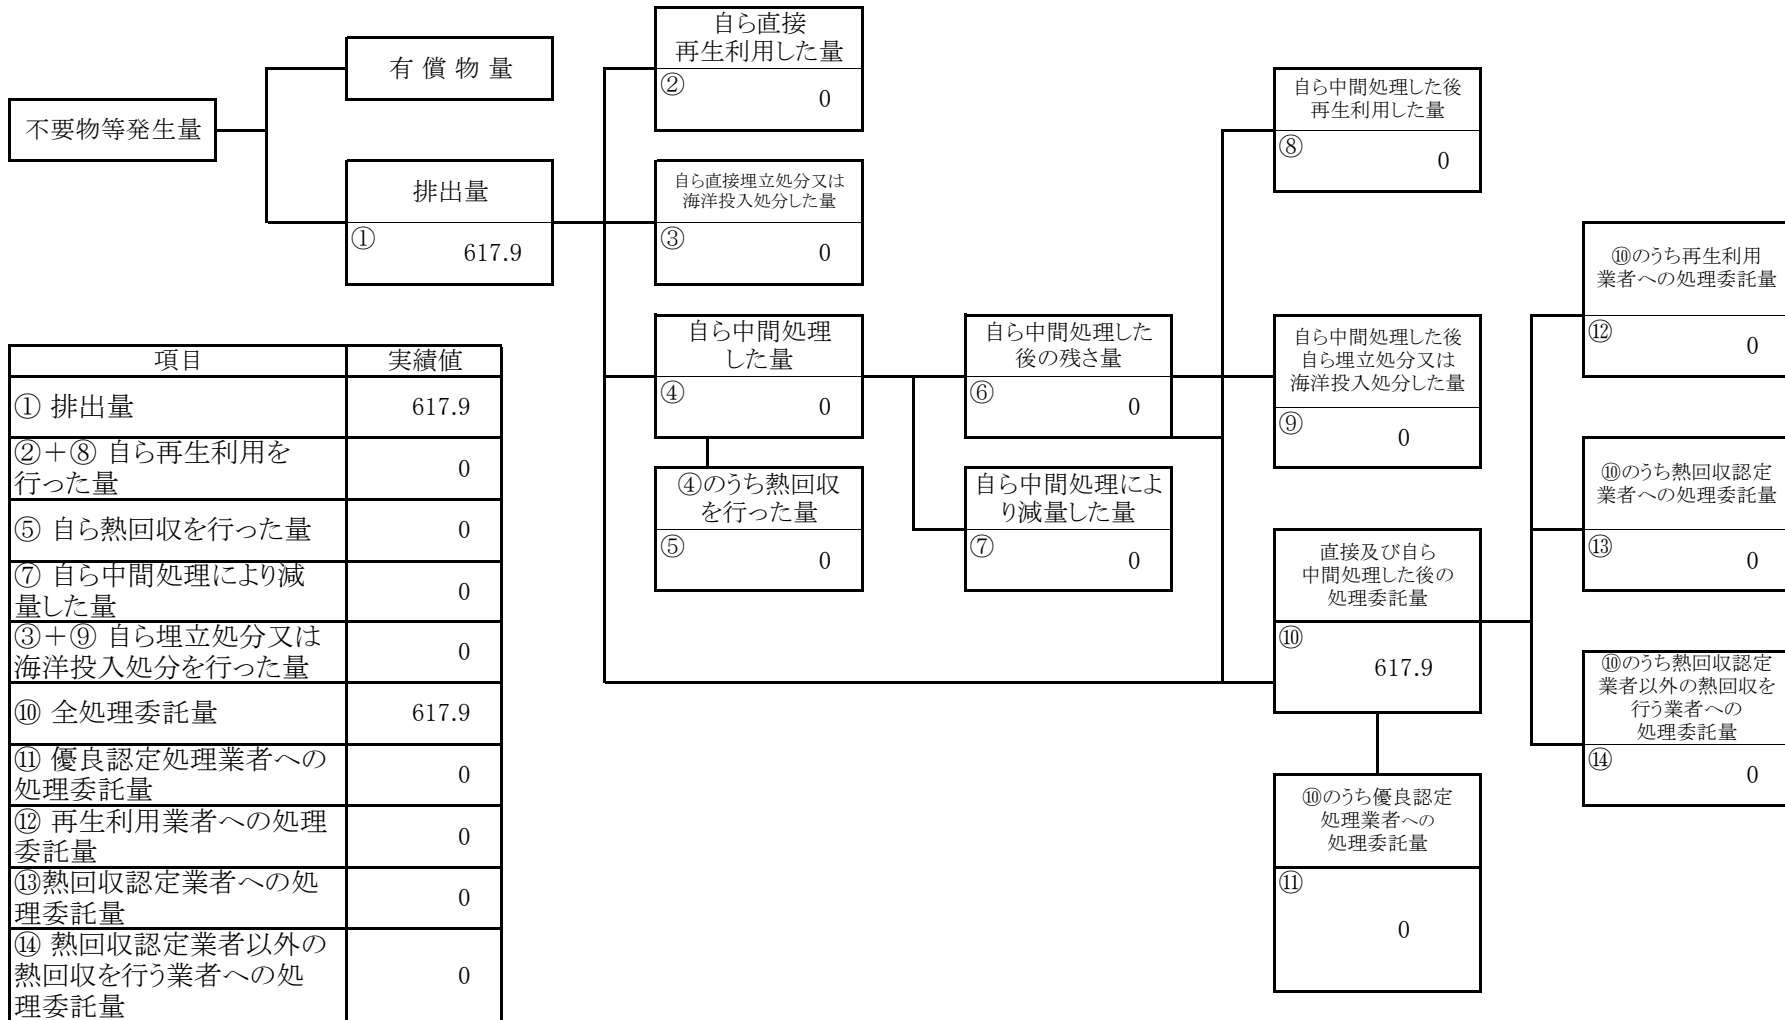 不要物等発生量
有 償 物 量
排出量
①
617.9
自ら直接
再生利用した量
②
0
自ら直接埋立処分又は
海洋投入処分した量
③
0
自ら中間処理
した量
④
0
④のうち熱回収
を行った量
⑤
0
自ら中間処理した
後の残さ量
⑥
0
自ら中間処理によ
り減量した量
⑦
0
自ら中間処理した後
再生利用した量
⑧
0
自ら中間処理した後
自ら埋立処分又は
海洋投入処分した量
⑨
0
直接及び自ら
中間処理した後の
処理委託量
⑩
617.9
⑩のうち優良認定
処理業者への
処理委託量
⑪
0
⑩のうち再生利用
業者への処理委託量
⑫
0
⑩のうち熱回収認定
業者への処理委託量
⑬
0
⑩のうち熱回収認定
業者以外の熱回収を
行う業者への
処理委託量
⑭
0
項目 実績値
① 排出量 617.9
②＋⑧ 自ら再生利用を
行った量
0
⑤ 自ら熱回収を行った量 0
⑦ 自ら中間処理により減
量した量
0
③＋⑨ 自ら埋立処分又は
海洋投入処分を行った量
0
⑩ 全処理委託量 617.9
⑪ 優良認定処理業者への
処理委託量
0
⑫ 再生利用業者への処理
委託量
0
⑬熱回収認定業者への処
理委託量
0
⑭ 熱回収認定業者以外の
熱回収を行う業者への処
理委託量
0